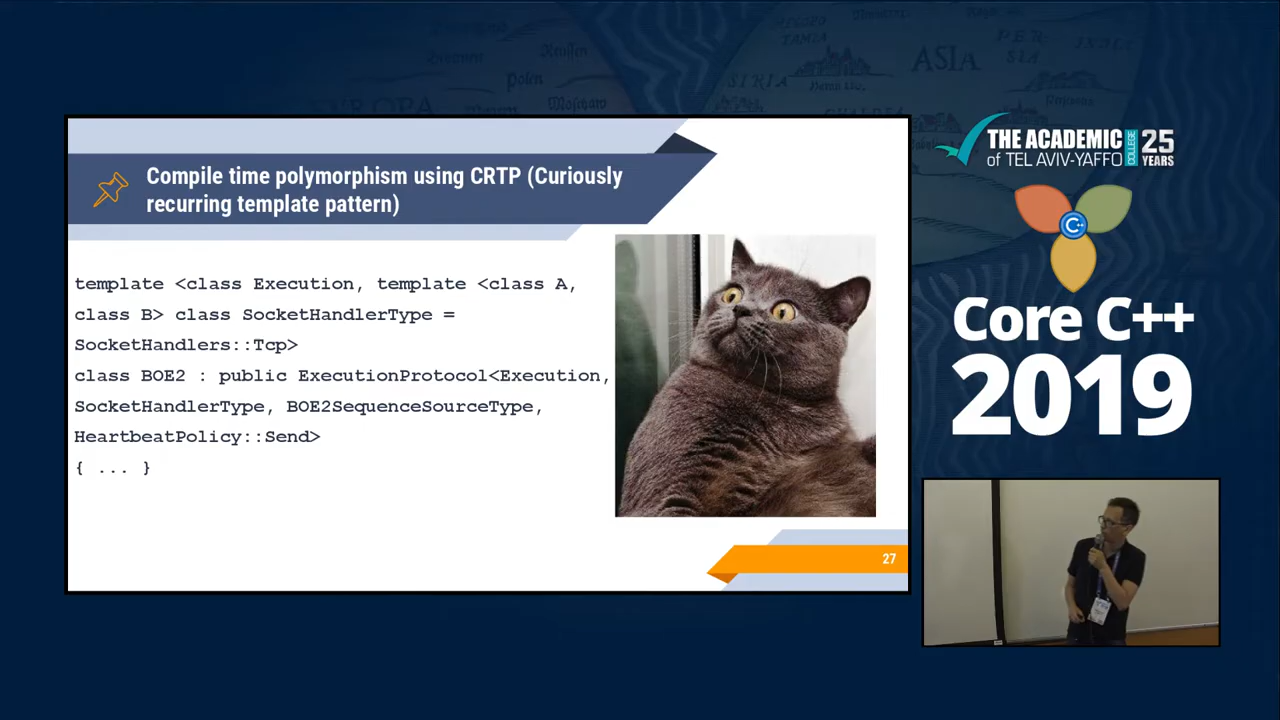 Compile time polymorphism using CRTP (Curiously
recurring template pattern)
template <class Execution, template <class A,
class B> class SocketHandlerType =
SocketHandlers::Tcp>
class BOE2 : public ExecutionProtocol<Execution,
SocketHandlerType, BOE2SequenceSourceType,
HeartbeatPolicy::Send>
{ ... }
27
THE ACADEMIC
of TEL AVIV-YAFFO
COLLEGE
25
YEARS
C++
Core C++
2019
ASIA